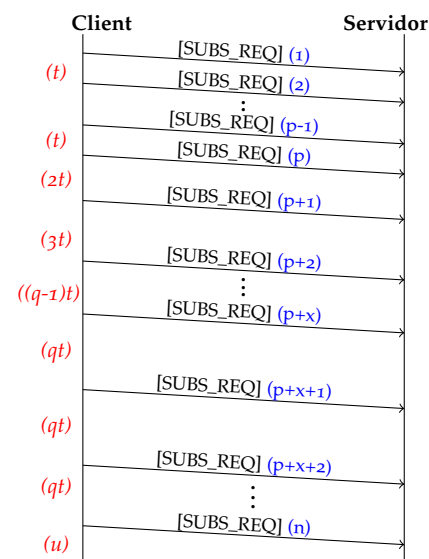 Client Servidor
[SUBS_REQ] (1)
(t)
[SUBS_REQ] (2)
[SUBS_REQ] (p-1)
(t)
[SUBS_REQ] (p)
(2t)
[SUBS_REQ] (p+1)
(3t)
[SUBS_REQ] (p+2)
((q-1)t)
[SUBS_REQ] (p+x)
(qt)
[SUBS_REQ] (p+x+1)
(qt)
[SUBS_REQ] (p+x+2)
(qt)
[SUBS_REQ] (n)
(u)